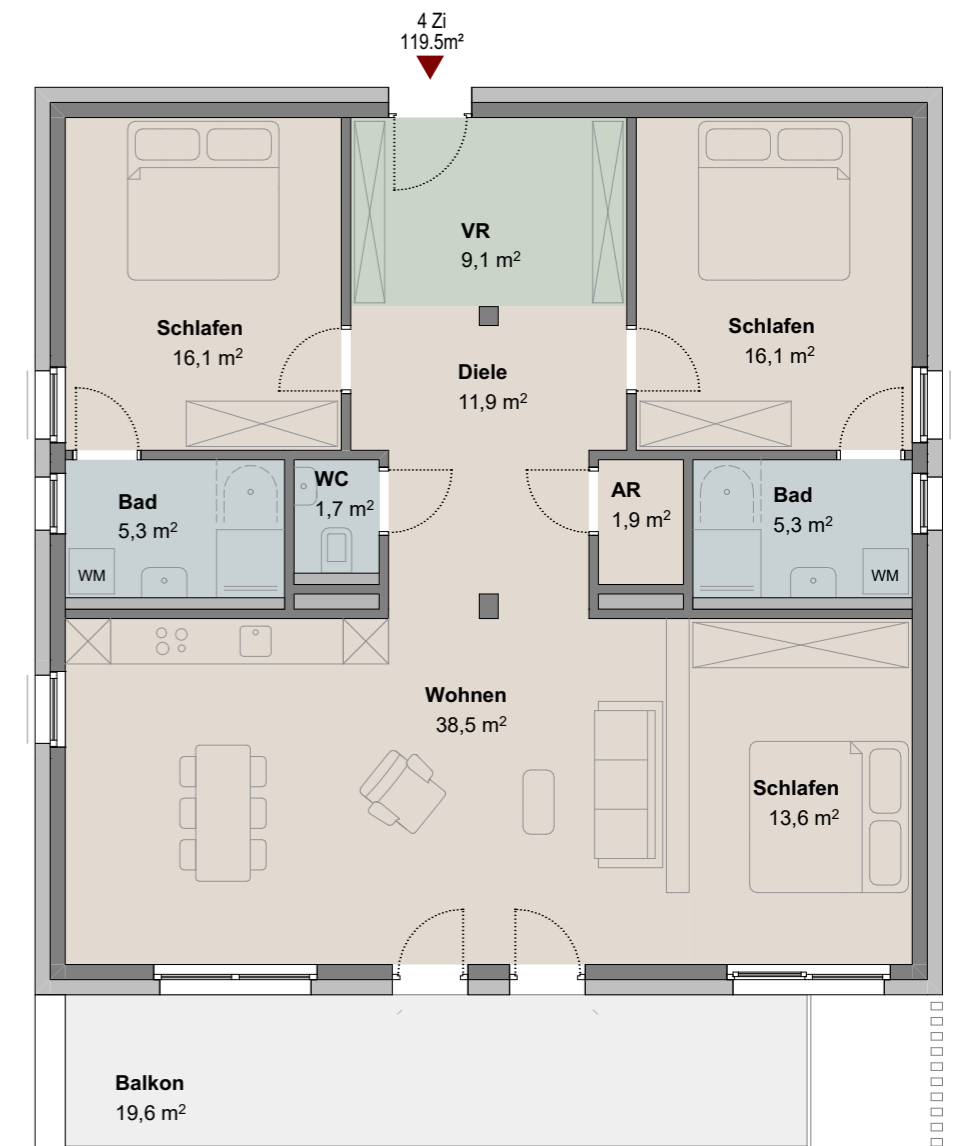 4 Zi
119.5m²
VR
9,1 m²
Schlafen
16,1 m²
Schlafen
16,1 m²
Diele
11,9 m²
WC
1,7 m²
AR
1,9 m²
Bad
5,3 m²
Bad
5,3 m²
WM
WM
Wohnen
38,5 m²
Schlafen
13,6 m²
Balkon
19,6 m²